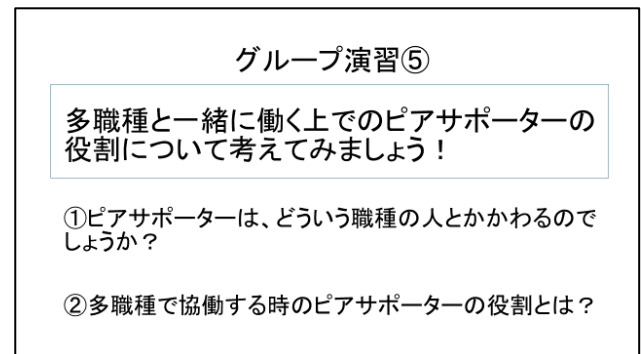 グループ演習⑤
多職種と一緒に働く上でのピアサポーターの
役割について考えてみましょう！
①ピアサポーターは、どういう職種の人とかかわるので
しょうか？
②多職種で協働する時のピアサポーターの役割とは？